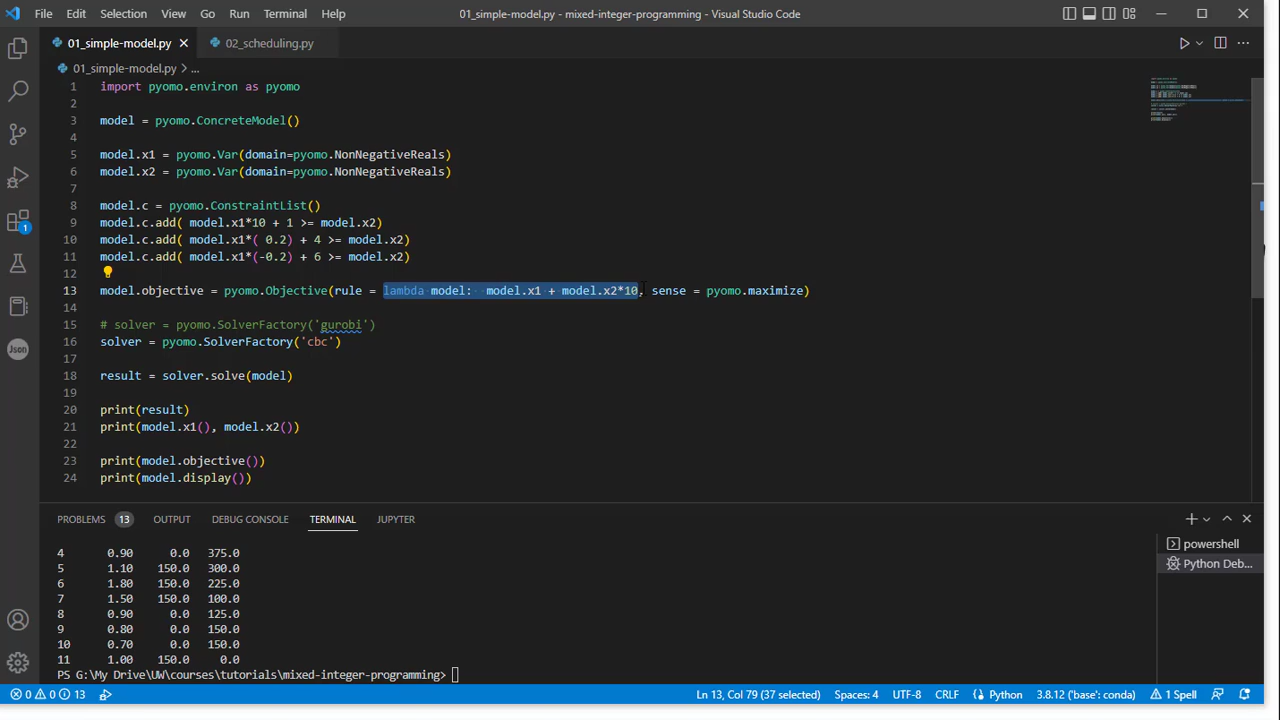 File Edit Selection View Go Run Terminal Help 01_simple-model.py - mixed-integer-programming - Visual Studio Code
01_simple-model.py 02_scheduling.py
01_simple-model.py > ...
1 import pyomo.environ as pyomo
2
3 model = pyomo.ConcreteModel()
4
5 model.x1 = pyomo.Var(domain=pyomo.NonNegativeReals)
6 model.x2 = pyomo.Var(domain=pyomo.NonNegativeReals)
7
8 model.c = pyomo.ConstraintList()
9 model.c.add( model.x1*10 + 1 >= model.x2)
10 model.c.add( model.x1*( 0.2) + 4 >= model.x2)
11 model.c.add( model.x1*(-0.2) + 6 >= model.x2)
12
13 model.objective = pyomo.Objective(rule = lambda model:  model.x1 + model.x2*10, sense = pyomo.maximize)
14
15 # solver = pyomo.SolverFactory('gurobi')
16 solver = pyomo.SolverFactory('cbc')
17
18 result = solver.solve(model)
19
20 print(result)
21 print(model.x1(), model.x2())
22
23 print(model.objective())
24 print(model.display())
PROBLEMS 13 OUTPUT DEBUG CONSOLE TERMINAL JUPYTER
4 0.90 0.0 375.0
5 1.10 150.0 300.0
6 1.80 150.0 225.0
7 1.50 150.0 100.0
8 0.90 0.0 125.0
9 0.80 0.0 150.0
10 0.70 0.0 150.0
11 1.00 150.0 0.0
PS G:\My Drive\UW\courses\tutorials\mixed-integer-programming>
powershell
Python Deb...
1
Json
0 0 13 Ln 13, Col 79 (37 selected) Spaces: 4 UTF-8 CRLF Python 3.8.12 ('base': conda) 1 Spell